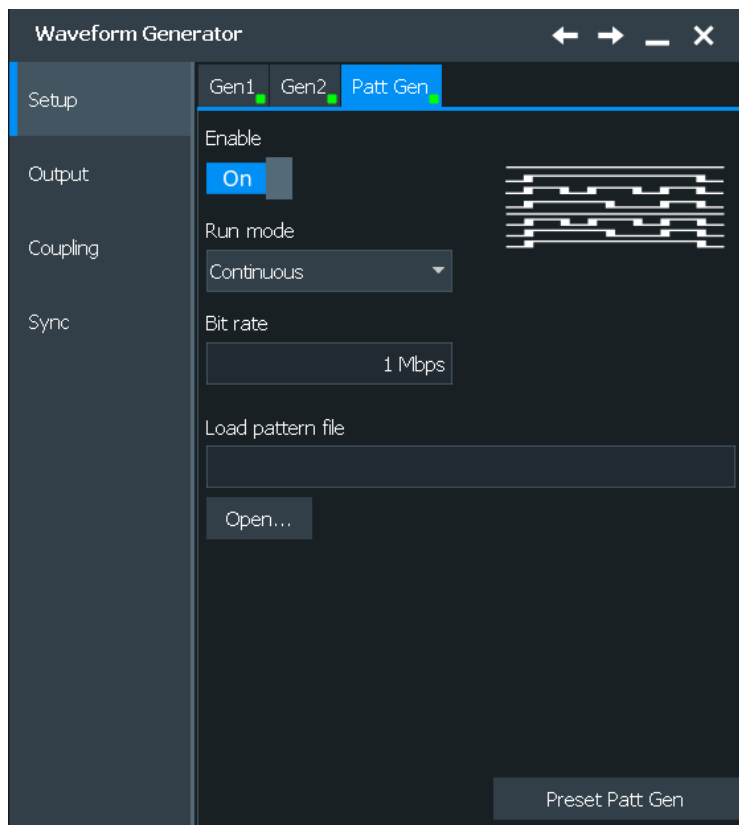 Waveform Generator
Setup
Output
Coupling
Sync
Gen1 Gen2 Patt Gen
Enable
On
Run mode
Continuous
Bit rate
1 Mbps
Load pattern file
Open...
Preset Patt Gen